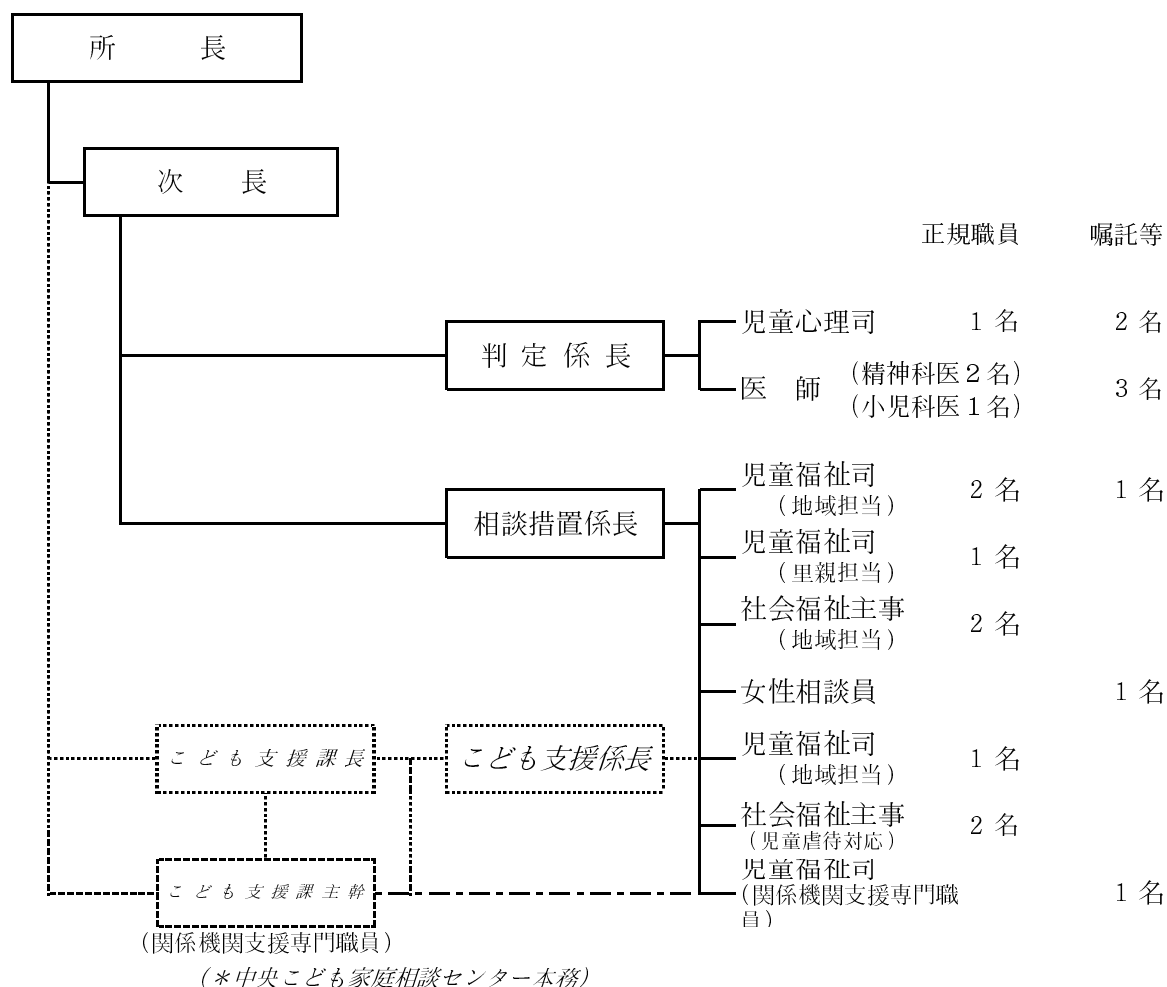 所　　　長
次　　長
正規職員　　嘱託等
児童心理司　　1 名　　2 名
判 定 係 長
医　師　(精神科医２名)　　3 名
(小児科医１名)
児童福祉司
(地域担当)　　2 名　　1 名
相談措置係長
児童福祉司
(里親担当)　　1 名
社会福祉主事
(地域担当)　　2 名
女性相談員　　1 名
こ ど も 支 援 課 長
こども支援係長
児童福祉司
(地域担当)　　1 名
社会福祉主事
(児童虐待対応)　　2 名
こ ど も 支 援 課 主 幹
児童福祉司
(関係機関支援専門職
員)　　1 名
(関係機関支援専門職員)
(＊中央こども家庭相談センター本務)